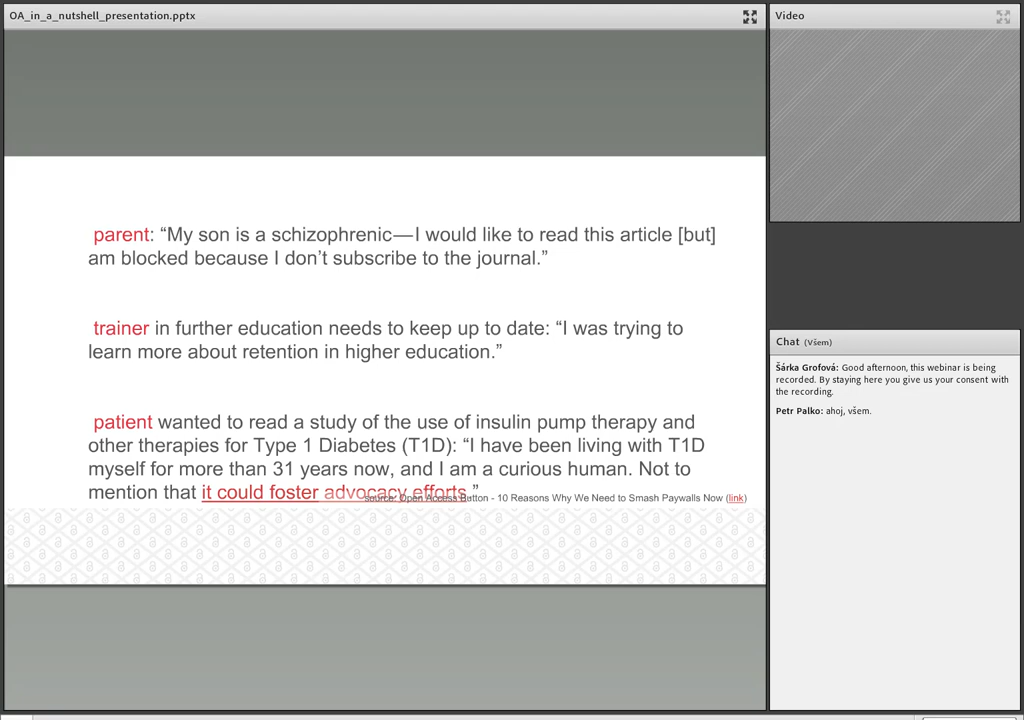 OA_in_a_nutshell_presentation.pptx
parent: “My son is a schizophrenic—I would like to read this article [but]
am blocked because I don’t subscribe to the journal.”
trainer in further education needs to keep up to date: “I was trying to
learn more about retention in higher education.”
patient wanted to read a study of the use of insulin pump therapy and
other therapies for Type 1 Diabetes (T1D): “I have been living with T1D
myself for more than 31 years now, and I am a curious human. Not to
mention that it could foster advocacy efforts.”
source: Open Access Button - 10 Reasons Why We Need to Smash Paywalls Now (link)
Video
Chat (Všem)
Šárka Grofová: Good afternoon, this webinar is being
recorded. By staying here you give us your consent with
the recording.
Petr Palko: ahoj, všem.